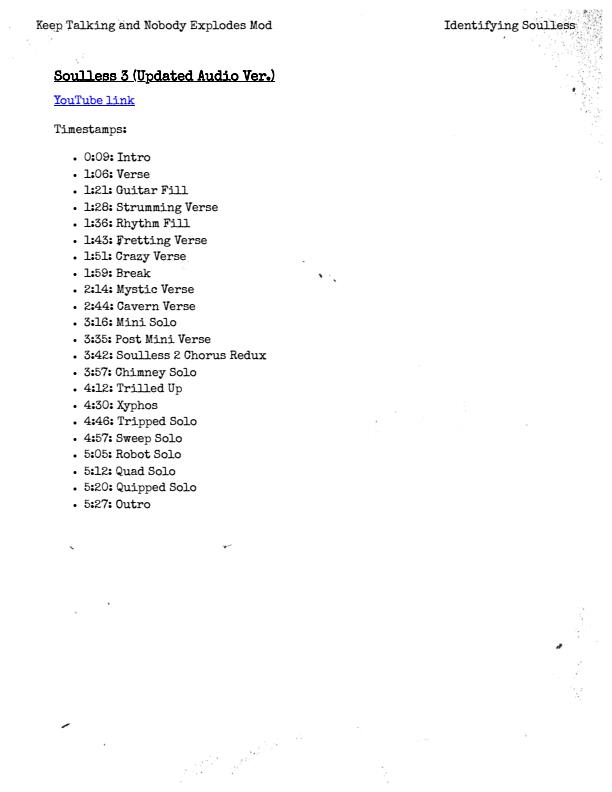 Keep Talking and Nobody Explodes Mod
Identifying Soulless
Soulless 3 (Updated Audio Ver.)
YouTube link
Timestamps:
• 0:09: Intro
• 1:06: Verse
• 1:21: Guitar Fill
• 1:28: Strumming Verse
• 1:36: Rhythm Fill
• 1:43: Fretting Verse
• 1:51: Crazy Verse
• 1:59: Break
• 2:14: Mystic Verse
• 2:44: Cavern Verse
• 3:16: Mini Solo
• 3:35: Post Mini Verse
• 3:42: Soulless 2 Chorus Redux
• 3:57: Chimney Solo
• 4:12: Trilled Up
• 4:30: Xyphos
• 4:46: Tripped Solo
• 4:57: Sweep Solo
• 5:05: Robot Solo
• 5:12: Quad Solo
• 5:20: Quipped Solo
• 5:27: Outro